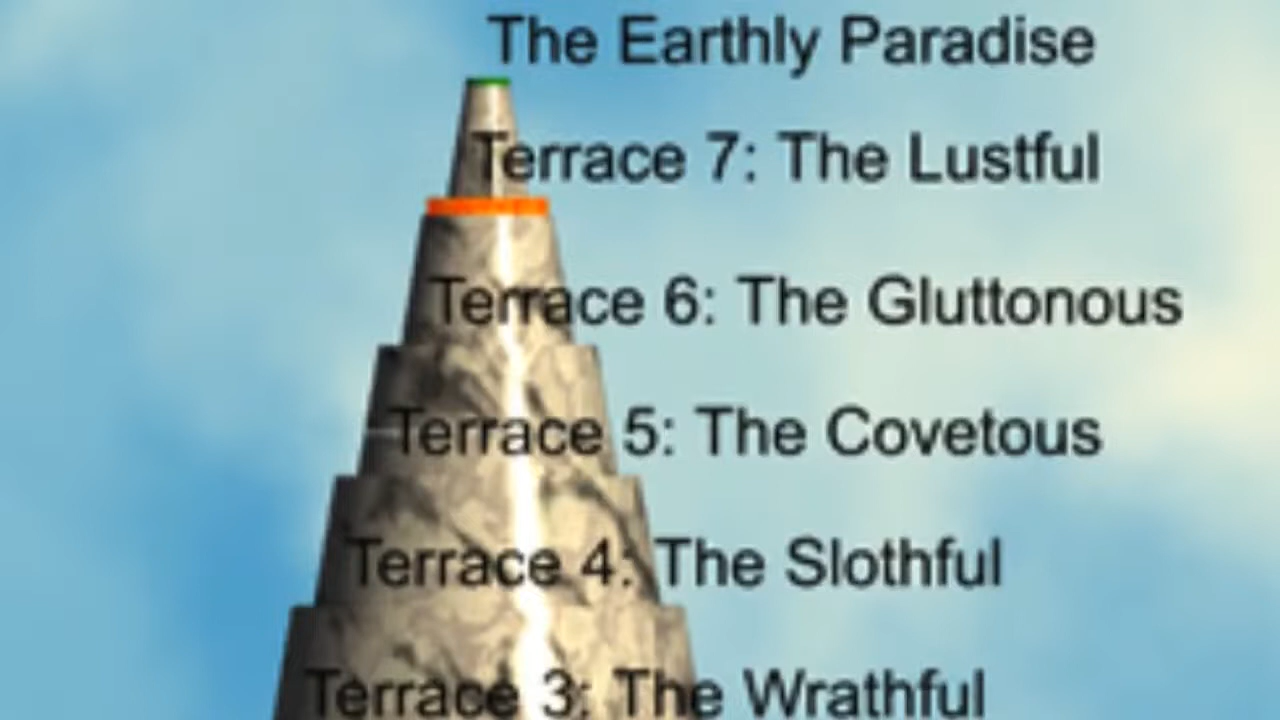 The Earthly Paradise
Terrace 7: The Lustful
Terrace 6: The Gluttonous
Terrace 5: The Covetous
Terrace 4: The Slothful
Terrace 3: The Wrathful